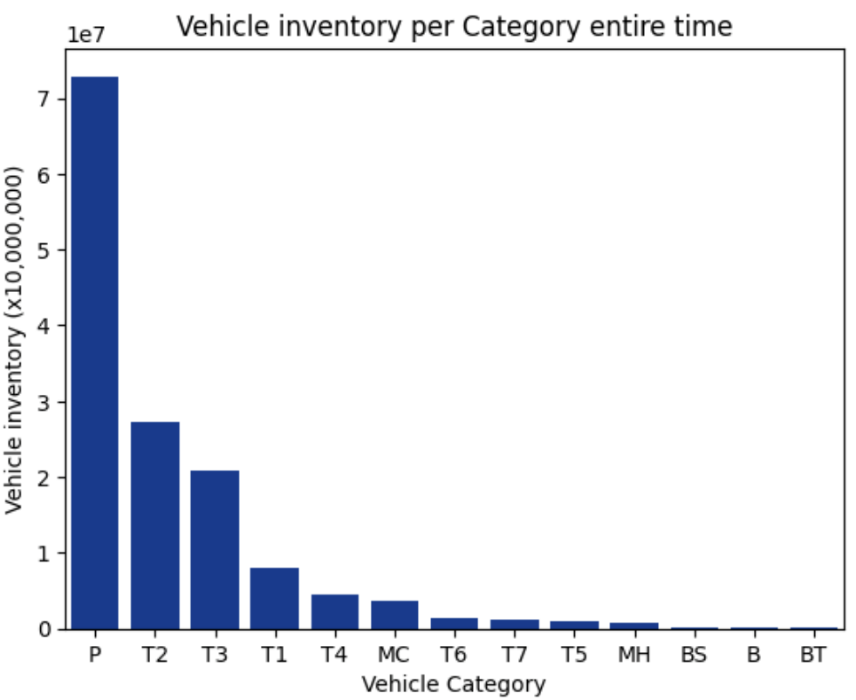 Vehicle inventory per Category entire time
1e7
Vehicle inventory (x10,000,000)
7
6
5
4
3
2
1
0
P T2 T3 T1 T4 MC T6 T7 T5 MH BS B BT
Vehicle Category